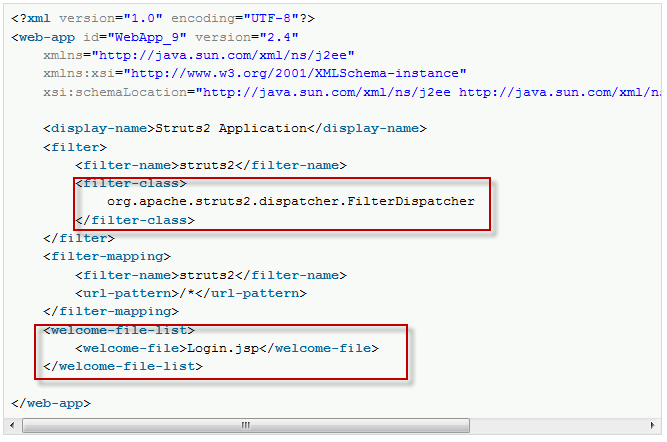 <?xml version="1.0" encoding="UTF-8"?>
<web-app id="WebApp_9" version="2.4"
xmlns="http://java.sun.com/xml/ns/j2ee"
xmlns:xsi="http://www.w3.org/2001/XMLSchema-instance"
xsi:schemaLocation="http://java.sun.com/xml/ns/j2ee http://java.sun.com/xml/n
<display-name>Struts2 Application</display-name>
<filter>
<filter-name>struts2</filter-name>
<filter-class>
org.apache.struts2.dispatcher.FilterDispatcher
</filter-class>
</filter>
<filter-mapping>
<filter-name>struts2</filter-name>
<url-pattern>/*</url-pattern>
</filter-mapping>
<welcome-file-list>
<welcome-file>Login.jsp</welcome-file>
</welcome-file-list>
</web-app>